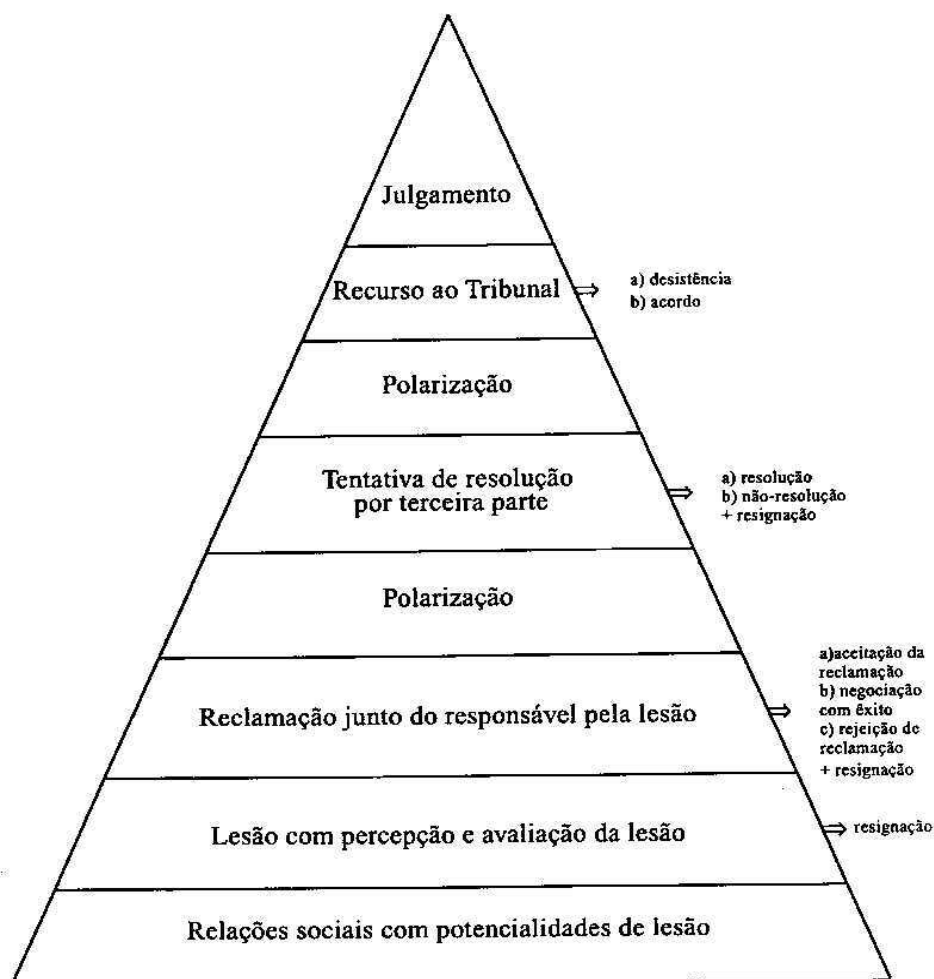 Julgamento
Recurso ao Tribunal
a) desistência
b) acordo
Polarização
Tentativa de resolução
por terceira parte
a) resolução
b) não-resolução
+ resignação
Polarização
Reclamação junto do responsável pela lesão
a)aceitação da
reclamação
b) negociação
com êxito
c) rejeição de
reclamação
+ resignação
Lesão com percepção e avaliação da lesão
resignação
Relações sociais com potencialidades de lesão